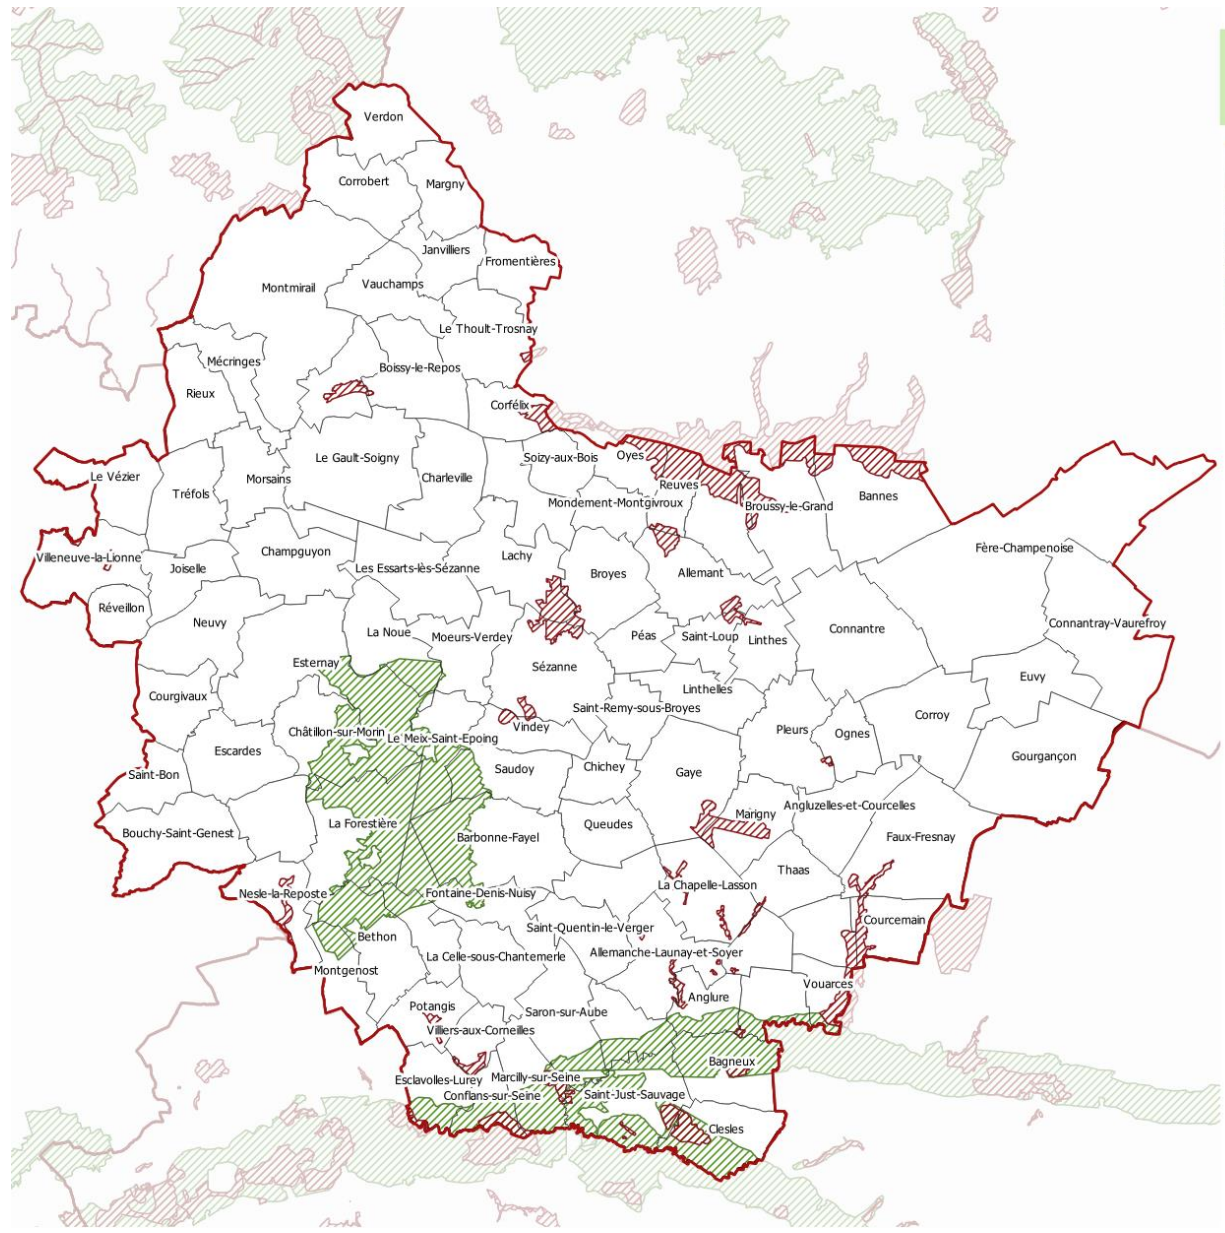 Verdon
Corrobert
Margny
Janvilliers
Fromentières
Vauchamps
Montmirail
Le Thoult-Trosnay
Mécringes
Boissy-le-Repos
Rieux
Corfélix
Le Gault-Soigny
Soizy-aux-Bois
Oyes
Le Vézier
Morsains
Charleville
Reuves
Tréfols
Bannes
Mondement-Montgivroux
Broussy-le-Grand
Fère-Champenoise
Villeneuve-la-Lionne
Champguyon
Lachy
Joiselle
Les Essarts-lès-Sézanne
Broyes
Allemant
Réveillon
Neuvy
Connantray-Vaurefroy
Connantre
La Noue
Moeurs-Verdey
Péas
Saint-Loup
Linthes
Esternay
Sézanne
Euvy
Linthelles
Courgivaux
Saint-Remy-sous-Broyes
Corroy
Vindey
Châtillon-sur-Morin
Le Meix-Saint-Epoing
Pleurs
Ognes
Escardes
Gourgançon
Saint-Bon
Saudoy
Chichey
Gaye
Angluzelles-et-Courcelles
Marigny
La Forestière
Queudes
Bouchy-Saint-Genest
Barbonne-Fayel
Faux-Fresnay
Thaas
La Chapelle-Lasson
Nesle-la-Reposte
Fontaine-Denis-Nuisy
Courcemain
Saint-Quentin-le-Verger
Bethon
Allemanche-Launay-et-Soyer
La Celle-sous-Chantemerle
Montgenost
Vouarces
Anglure
Potangis
Saron-sur-Aube
Villiers-aux-Corneilles
Bagneux
Marcilly-sur-Seine
Esclavolles-Lurey
Conflans-sur-Seine
Saint-Just-Sauvage
Clesles